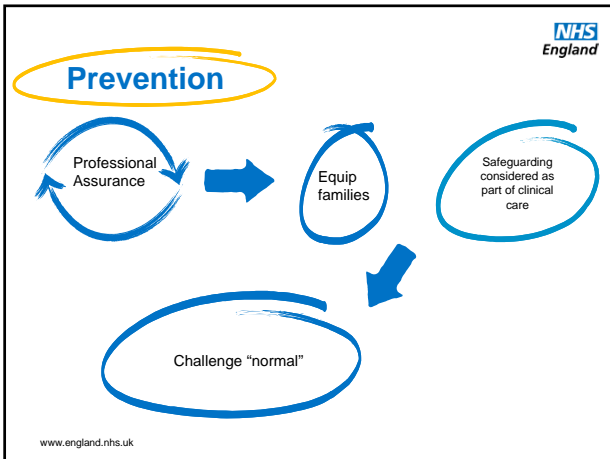 NHS
England
Prevention
Professional
Assurance
Equip
families
Safeguarding
considered as
part of clinical
care
Challenge “normal”
www.england.nhs.uk